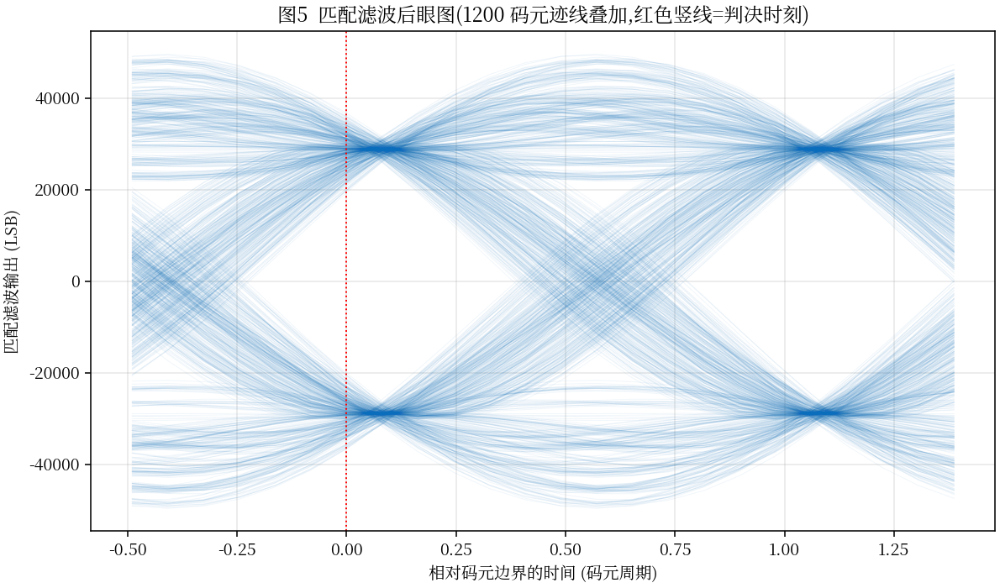 图5 匹配滤波后眼图(1200 码元迹线叠加,红色竖线=判决时刻)
匹配滤波输出 (LSB)
40000
20000
0
-20000
-40000
-0.50 -0.25 0.00 0.25 0.50 0.75 1.00 1.25
相对码元边界的时间 (码元周期)